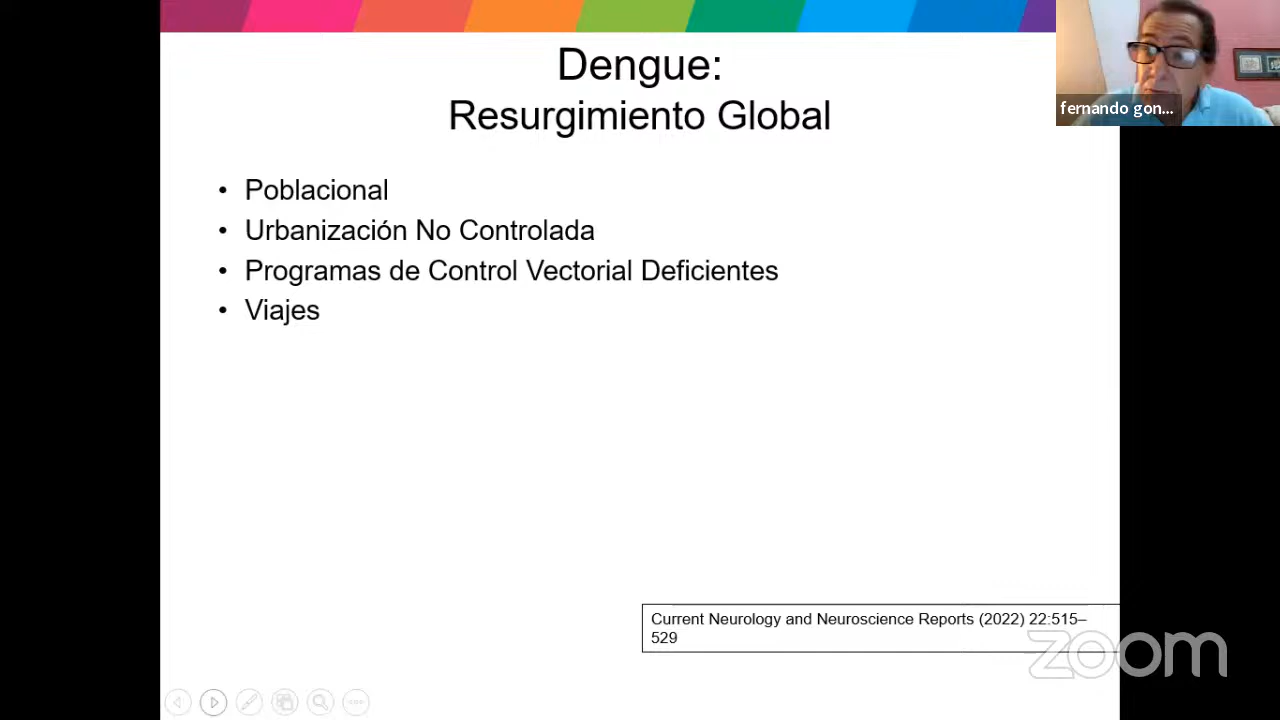 Dengue:
Resurgimiento Global
fernando gon...
• Poblacional
• Urbanización No Controlada
• Programas de Control Vectorial Deficientes
• Viajes
Current Neurology and Neuroscience Reports (2022) 22:515–
529
zoom